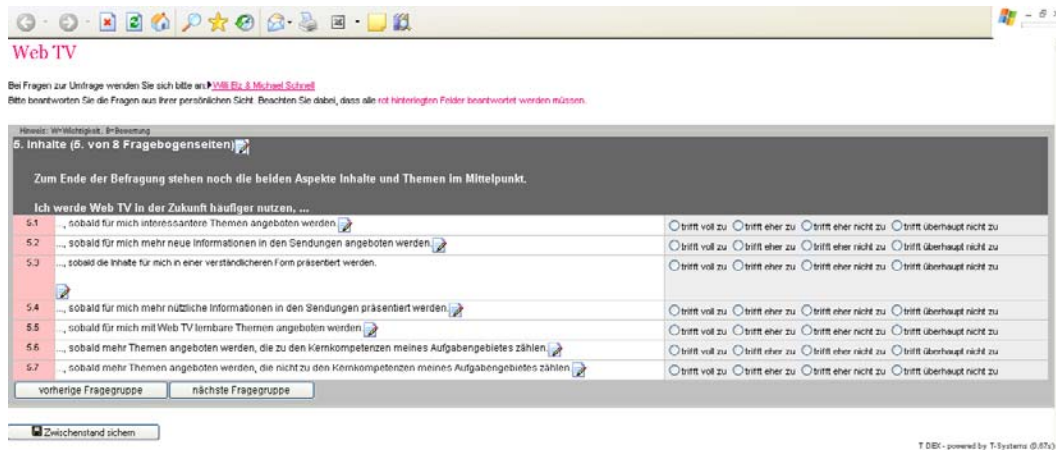 Web TV
Bei Fragen zur Umfrage wenden Sie sich bitte an: Willi Elz & Michael Schnell
Bitte beantworten Sie die Fragen aus Ihrer persönlichen Sicht. Beachten Sie dabei, dass alle rot hinterlegten Felder beantwortet werden müssen.
Hinweis: W=Wichtigkeit, B=Bewertung
5. Inhalte (5. von 8 Fragebogenseiten)
Zum Ende der Befragung stehen noch die beiden Aspekte Inhalte und Themen im Mittelpunkt.
Ich werde Web TV in der Zukunft häufiger nutzen, ...
5.1 ..., sobald für mich interessantere Themen angeboten werden. trifft voll zu trifft eher zu trifft eher nicht zu trifft überhaupt nicht zu
5.2 ..., sobald für mich mehr neue Informationen in den Sendungen angeboten werden. trifft voll zu trifft eher zu trifft eher nicht zu trifft überhaupt nicht zu
5.3 ..., sobald die Inhalte für mich in einer verständlicheren Form präsentiert werden. trifft voll zu trifft eher zu trifft eher nicht zu trifft überhaupt nicht zu
5.4 ..., sobald für mich mehr nützliche Informationen in den Sendungen präsentiert werden. trifft voll zu trifft eher zu trifft eher nicht zu trifft überhaupt nicht zu
5.5 ..., sobald für mich mit Web TV lernbare Themen angeboten werden. trifft voll zu trifft eher zu trifft eher nicht zu trifft überhaupt nicht zu
5.6 ..., sobald mehr Themen angeboten werden, die zu den Kernkompetenzen meines Aufgabengebietes zählen. trifft voll zu trifft eher zu trifft eher nicht zu trifft überhaupt nicht zu
5.7 ..., sobald mehr Themen angeboten werden, die nicht zu den Kernkompetenzen meines Aufgabengebietes zählen. trifft voll zu trifft eher zu trifft eher nicht zu trifft überhaupt nicht zu
vorherige Fragegruppe nächste Fragegruppe
Zwischenstand sichern
T DEX - powered by T-Systems (0.67s)